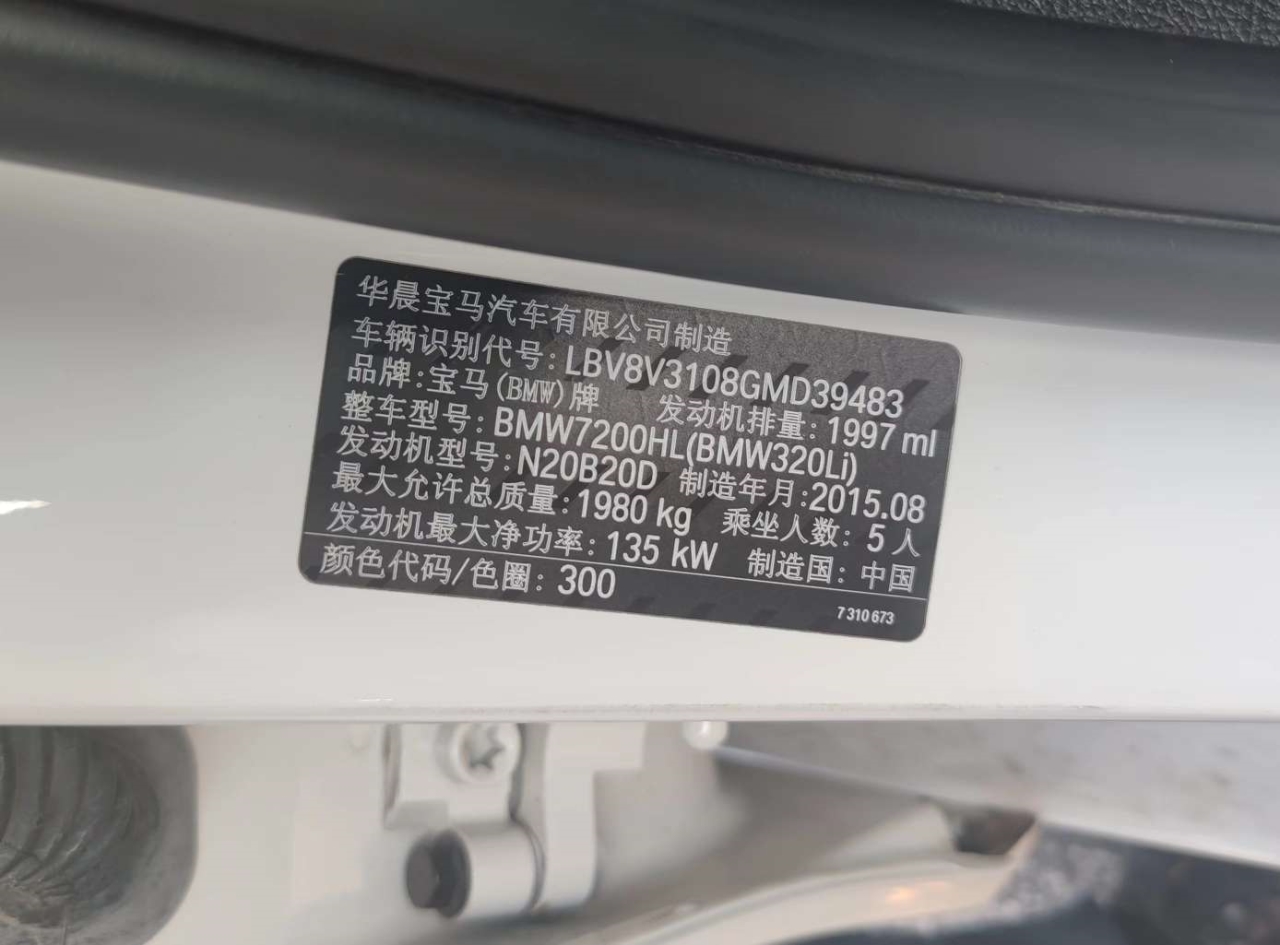 华晨宝马汽车有限公司制造
车辆识别代号: LBV8V3108GMD39483
品牌:宝马(BMW)牌 发动机排量: 1997 ml
整车型号: BMW7200HL(BMW320Li)
发动机型号: N20B20D 制造年月:2015.08
最大允许总质量: 1980 kg 乘坐人数: 5 人
发动机最大净功率: 135 kW 制造国: 中国
颜色代码/色圈: 300
7 310 673